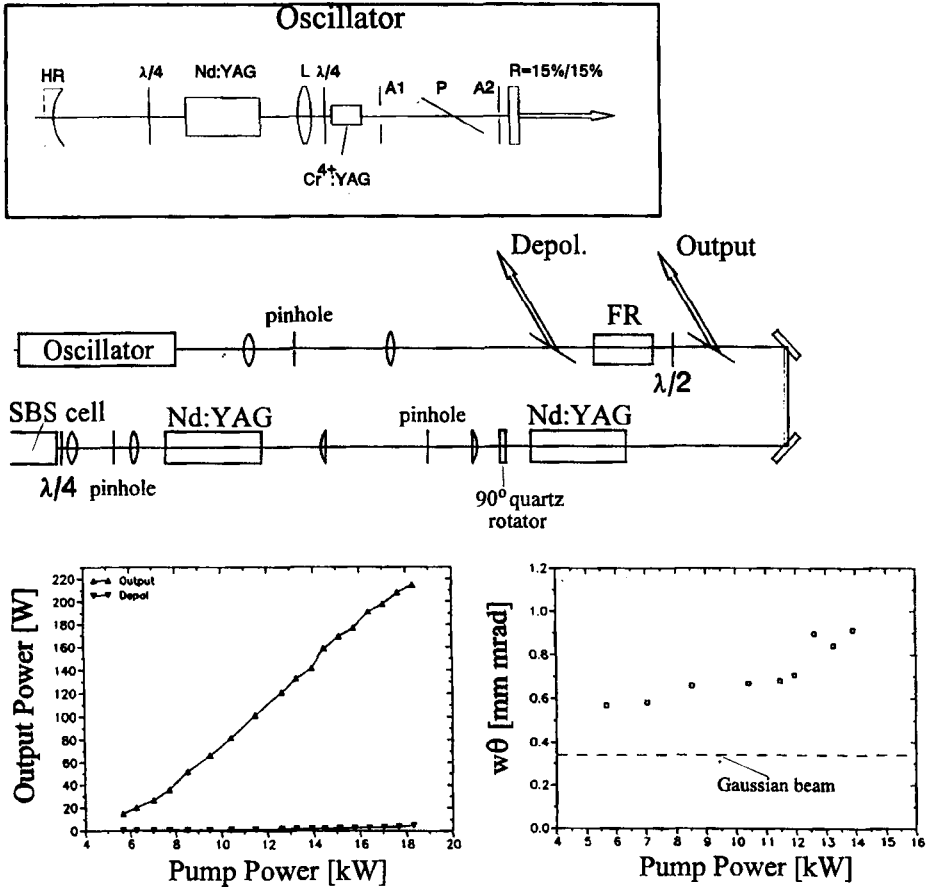 Oscillator
HR λ/4 Nd:YAG L λ/4 A1 P A2 R=15%/15%
Cr4+:YAG
Depol. Output
pinhole FR
Oscillator
λ/2
SBS cell Nd:YAG pinhole Nd:YAG
λ/4 pinhole
90° quartz
rotator
Output Power [W]
220
200
180
160
140
120
100
80
60
40
20
0
Output
Depol
4 6 8 10 12 14 16 18 20
Pump Power [kW]
wθ [mm mrad]
1.2
1.0
0.8
0.6
0.4
0.2
0.0
Gaussian beam
4 5 6 7 8 9 10 11 12 13 14 15 16
Pump Power [kW]